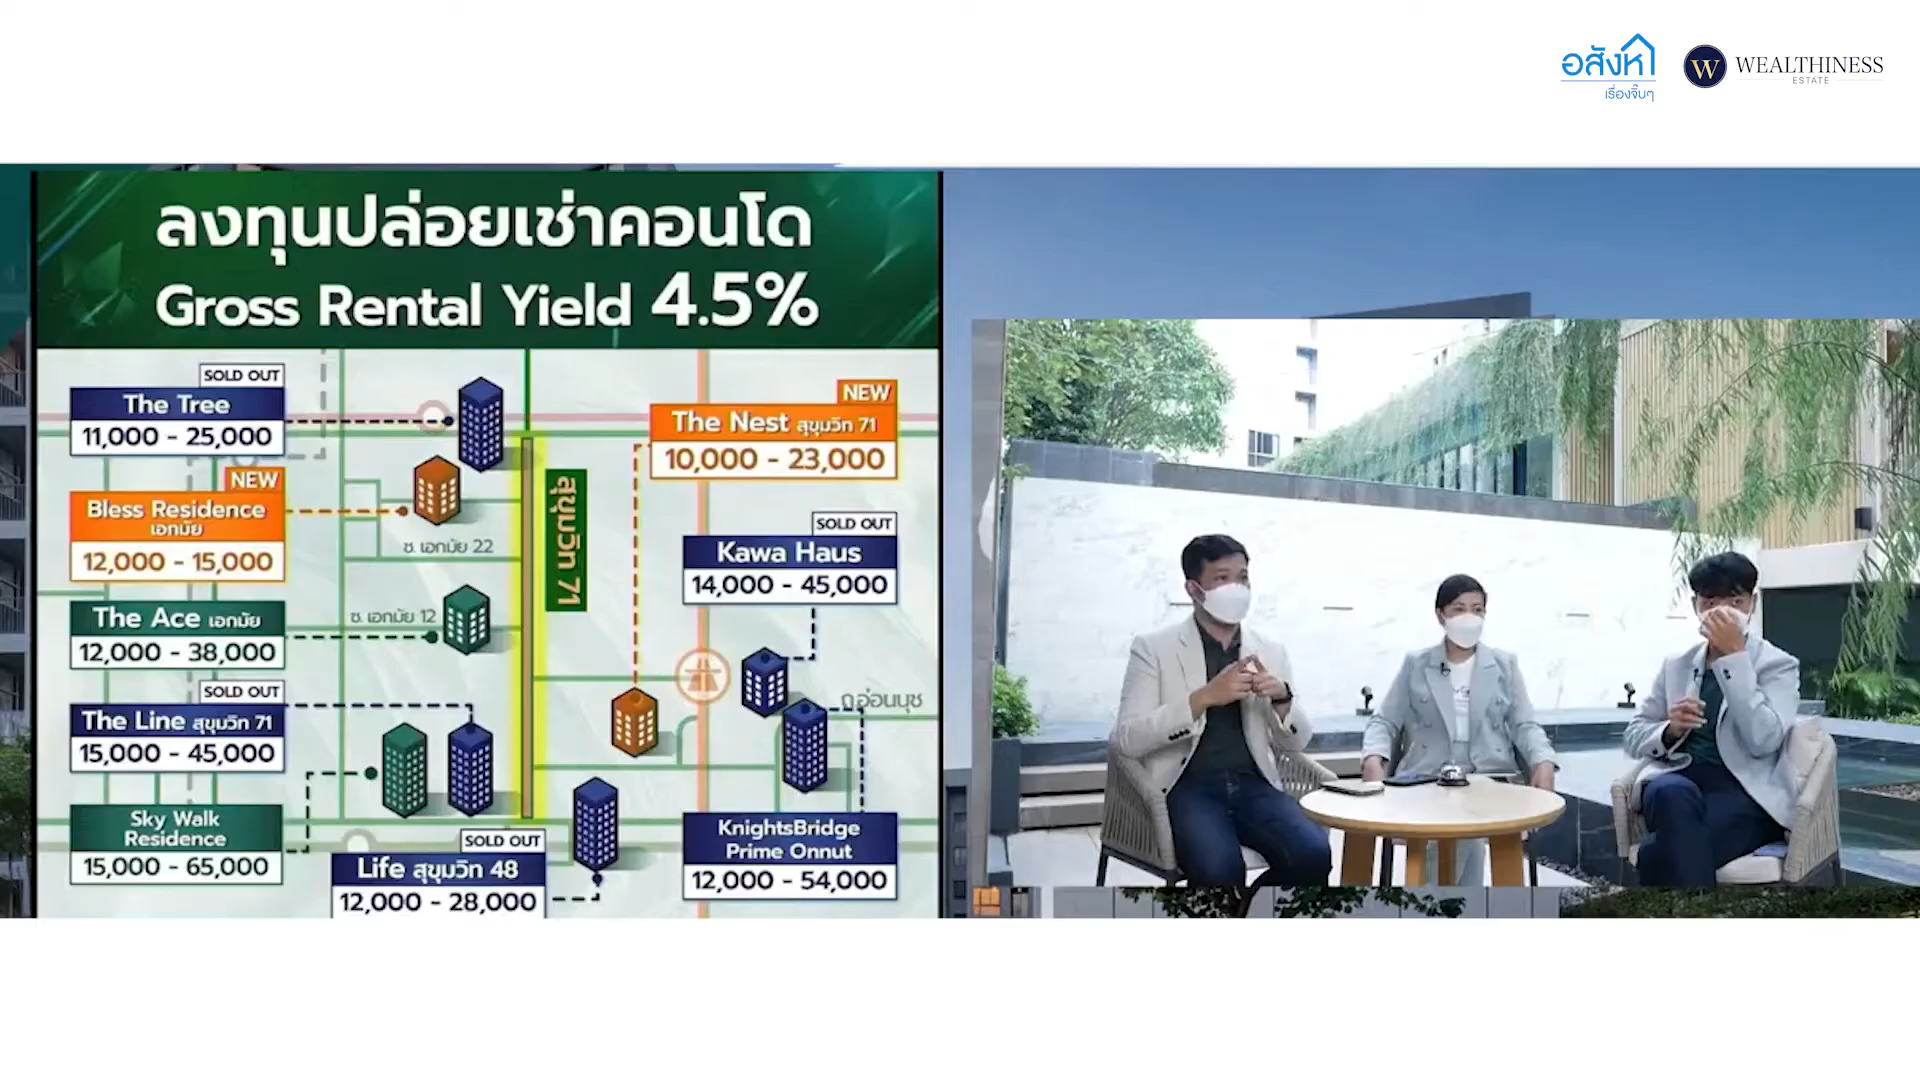 อสังหา
เรื่องจิ๊บๆ
W WEALTHINESS
ESTATE
ลงทุนปล่อยเช่าคอนโด
Gross Rental Yield 4.5%
SOLD OUT
The Tree
11,000 - 25,000
NEW
Bless Residence
เอกมัย
12,000 - 15,000
The Ace เอกมัย
12,000 - 38,000
SOLD OUT
The Line สุขุมวิท 71
15,000 - 45,000
Sky Walk
Residence
15,000 - 65,000
ซ. เอกมัย 22
ซ. เอกมัย 12
สุขุมวิท 71
SOLD OUT
Life สุขุมวิท 48
12,000 - 28,000
NEW
The Nest สุขุมวิท 71
10,000 - 23,000
SOLD OUT
Kawa Haus
14,000 - 45,000
ถ.อ่อนนุช
KnightsBridge
Prime Onnut
12,000 - 54,000